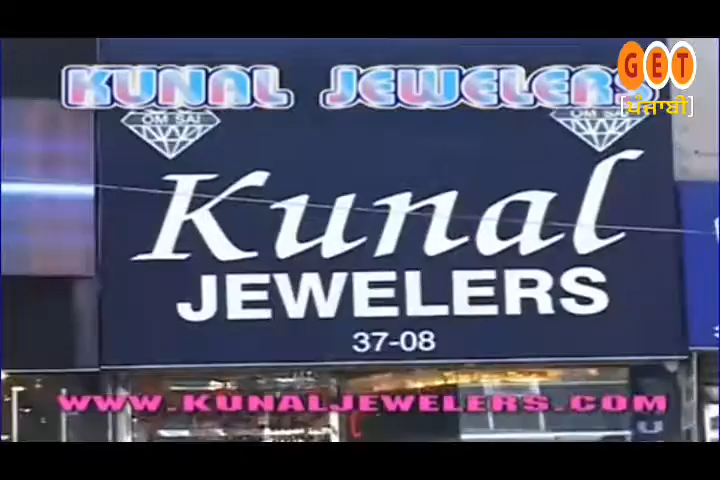 GET
[ਪੰਜਾਬੀ]
KUNAL JEWELERS
OM SAI
OM SAI
Kunal
JEWELERS
37-08
WWW.KUNALJEWELERS.COM